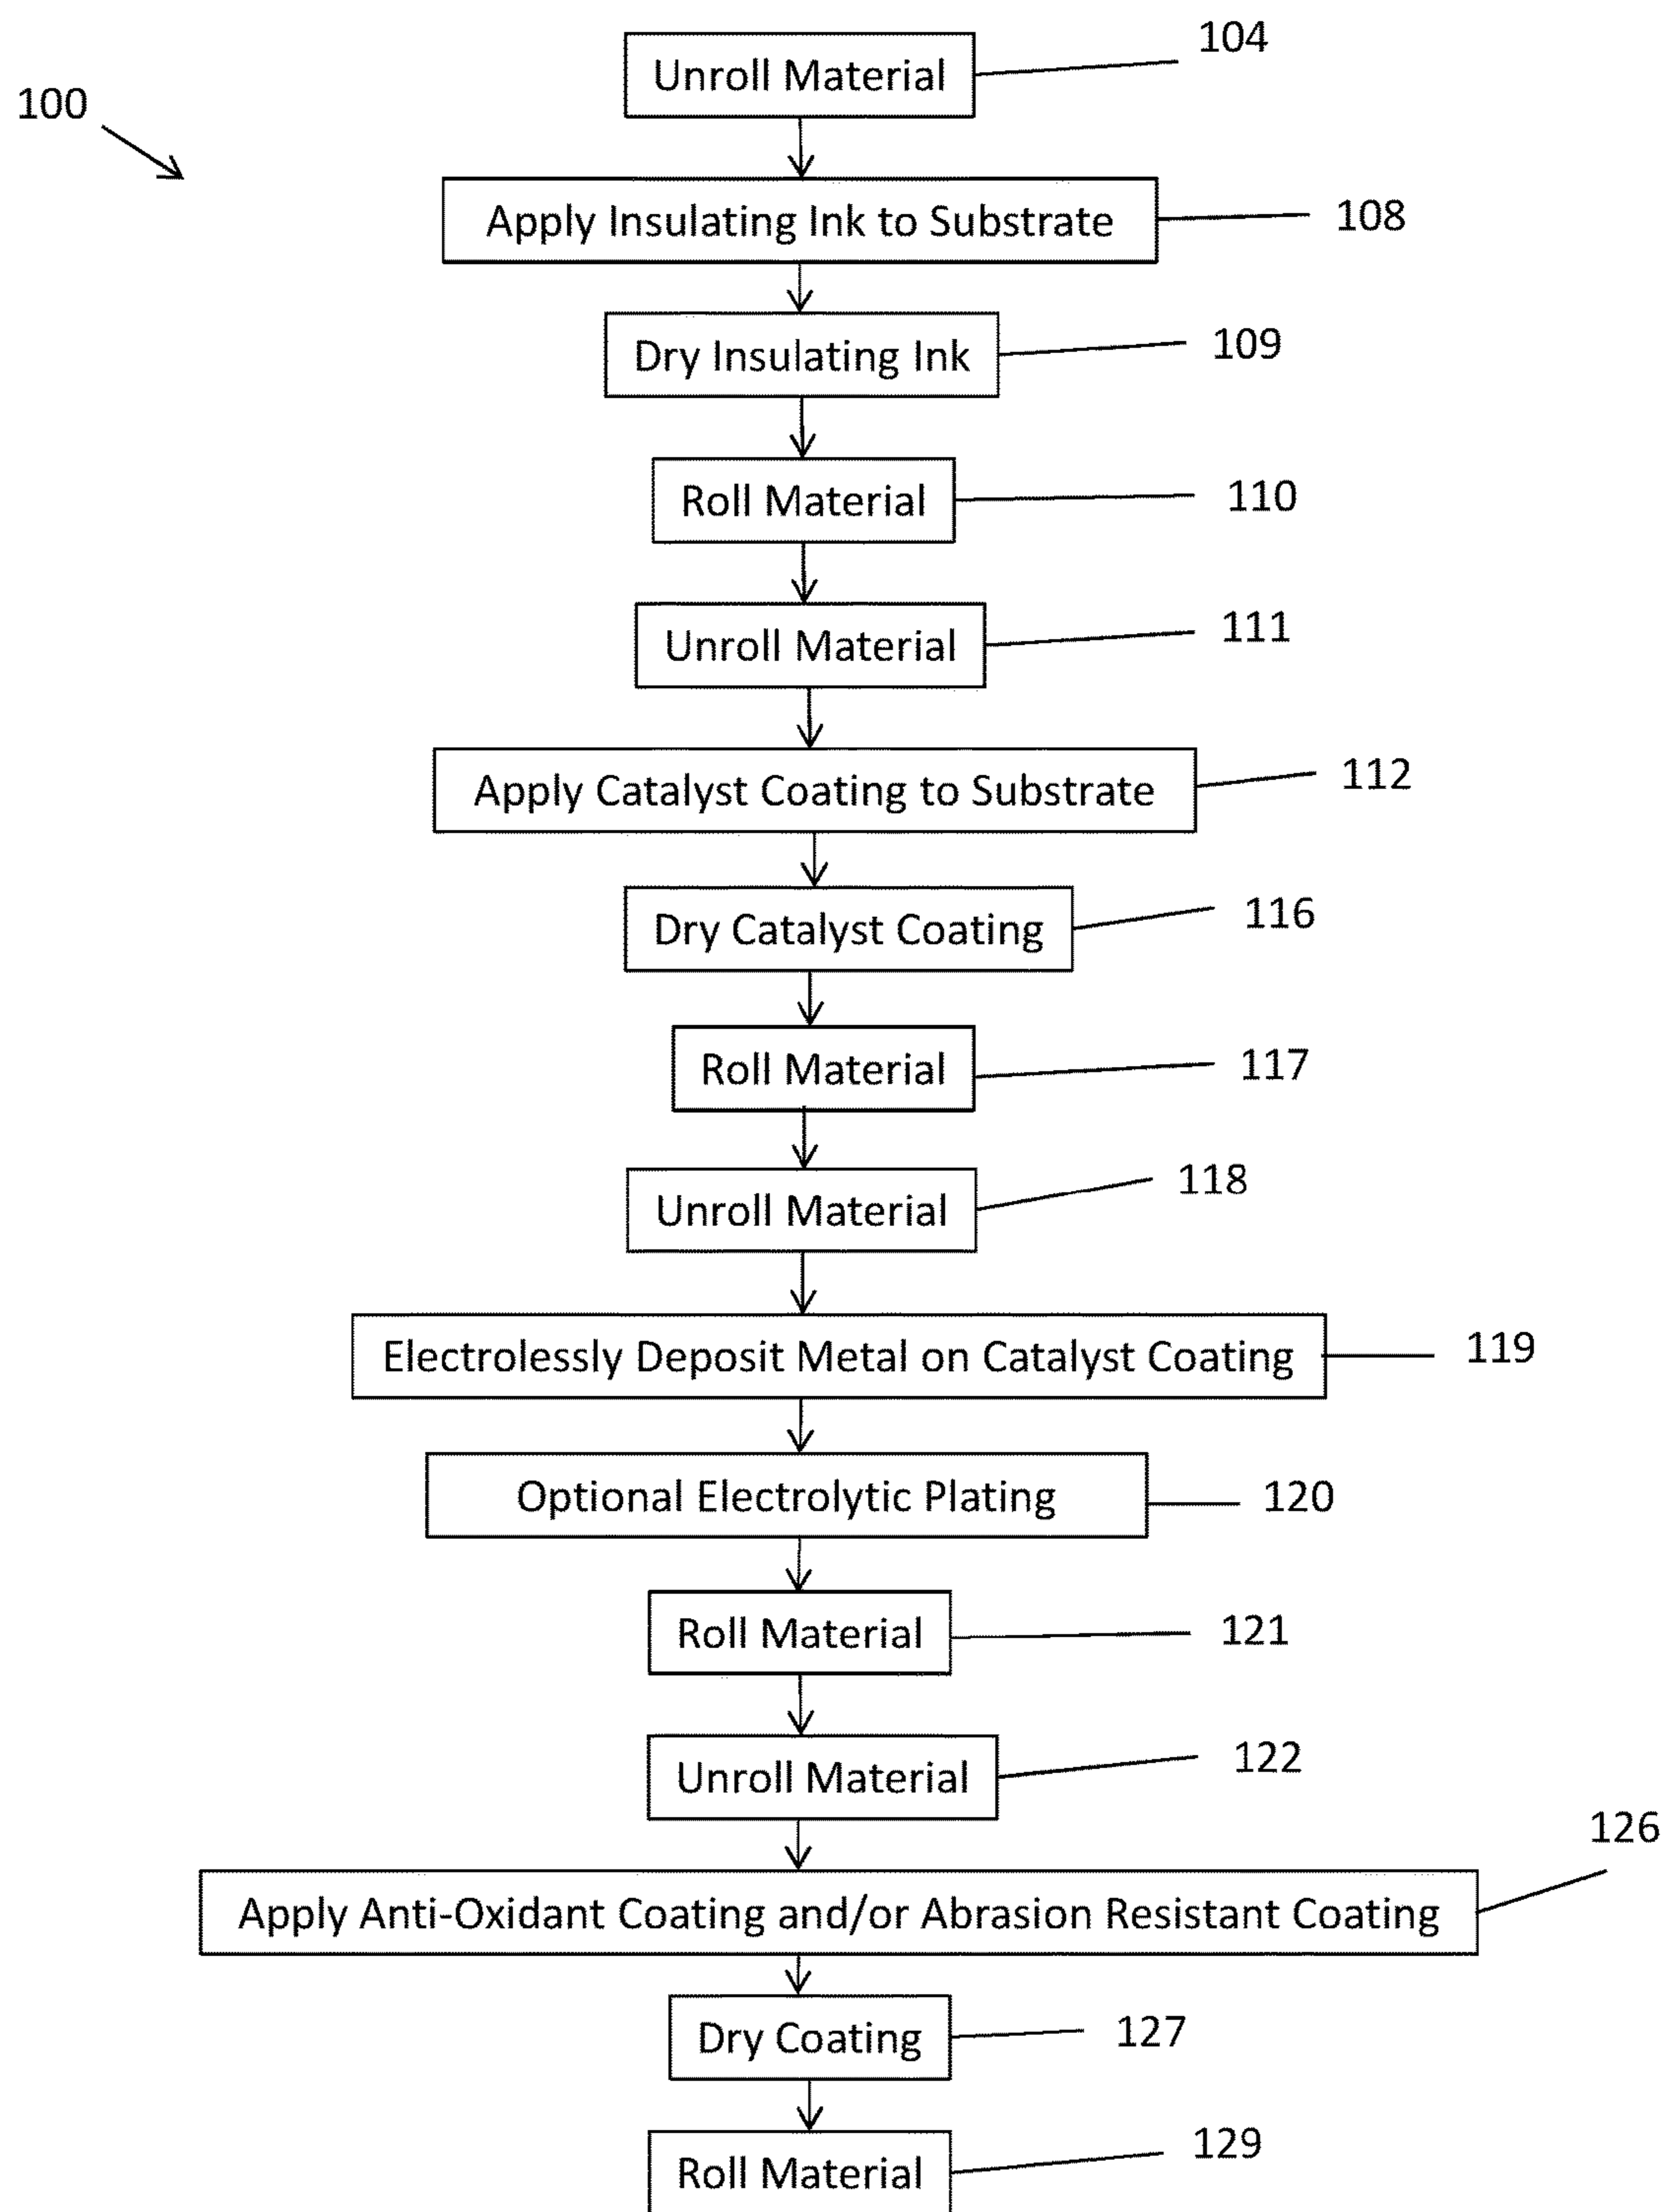 104
Unroll Material
100
Apply Insulating Ink to Substrate
108
Dry Insulating Ink
109
Roll Material
110
Unroll Material
111
Apply Catalyst Coating to Substrate
112
Dry Catalyst Coating
116
Roll Material
117
Unroll Material
118
Electrolessly Deposit Metal on Catalyst Coating
119
Optional Electrolytic Plating
120
Roll Material
121
Unroll Material
122
126
Apply Anti-Oxidant Coating and/or Abrasion Resistant Coating
Dry Coating
127
Roll Material
129